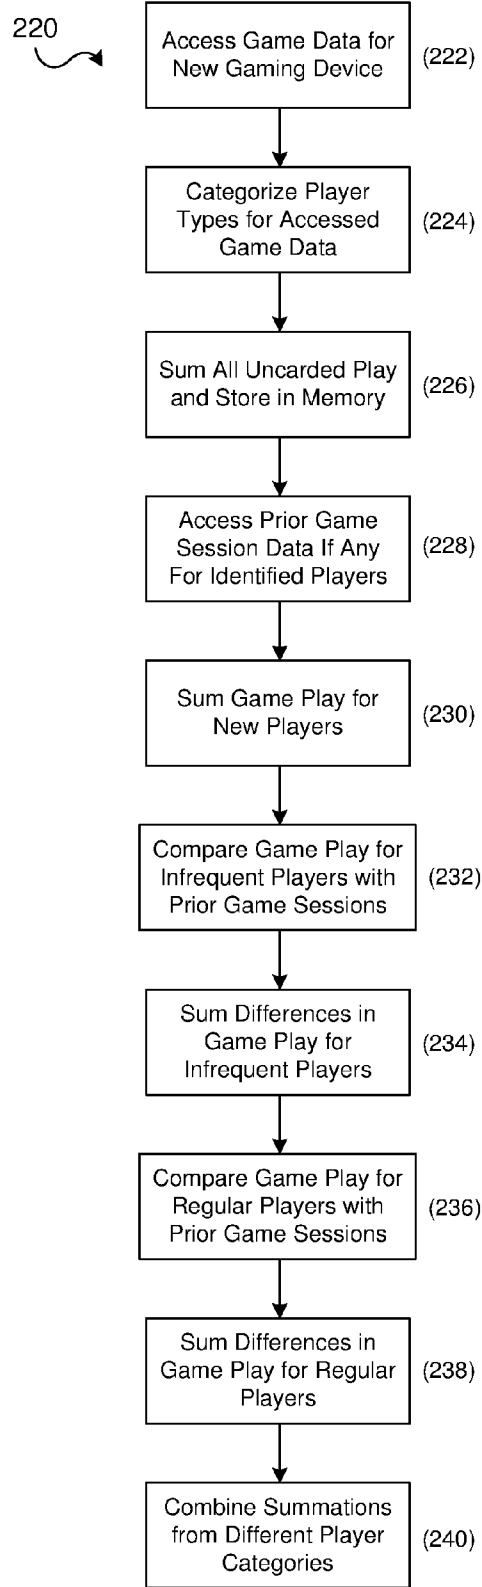 220
Access Game Data for
New Gaming Device
(222)
Categorize Player
Types for Accessed
Game Data
(224)
Sum All Uncarded Play
and Store in Memory
(226)
Access Prior Game
Session Data If Any
For Identified Players
(228)
Sum Game Play for
New Players
(230)
Compare Game Play for
Infrequent Players with
Prior Game Sessions
(232)
Sum Differences in
Game Play for
Infrequent Players
(234)
Compare Game Play for
Regular Players with
Prior Game Sessions
(236)
Sum Differences in
Game Play for Regular
Players
(238)
Combine Summations
from Different Player
Categories
(240)